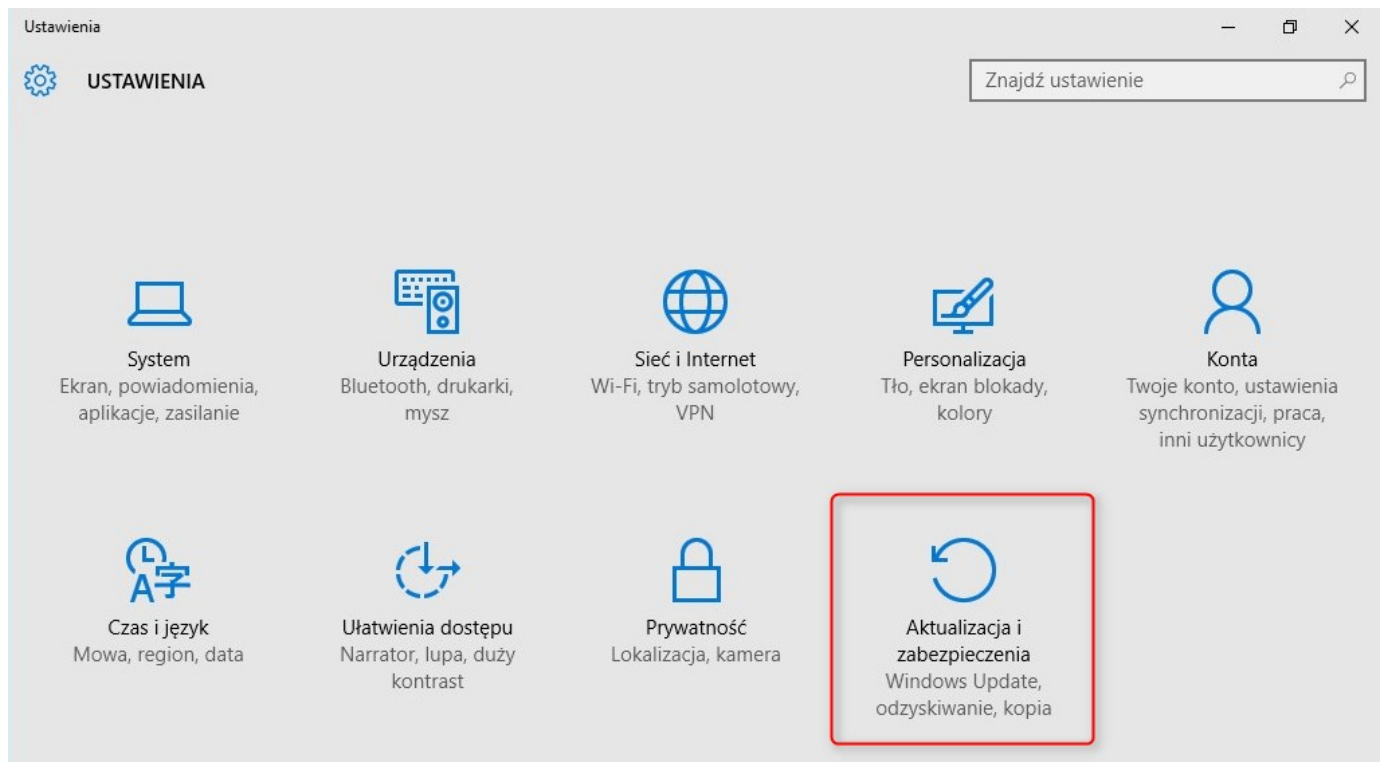 Ustawienia
USTAWIENIA
Znajdź ustawienie
System
Ekran, powiadomienia,
aplikacje, zasilanie
Urządzenia
Bluetooth, drukarki,
mysz
Sieć i Internet
Wi-Fi, tryb samolotowy,
VPN
Personalizacja
Tło, ekran blokady,
kolory
Konta
Twoje konto, ustawienia
synchronizacji, praca,
inni użytkownicy
A字
Czas i język
Mowa, region, data
Ułatwienia dostępu
Narrator, lupa, duży
kontrast
Prywatność
Lokalizacja, kamera
Aktualizacja i
zabezpieczenia
Windows Update,
odzyskiwanie, kopia